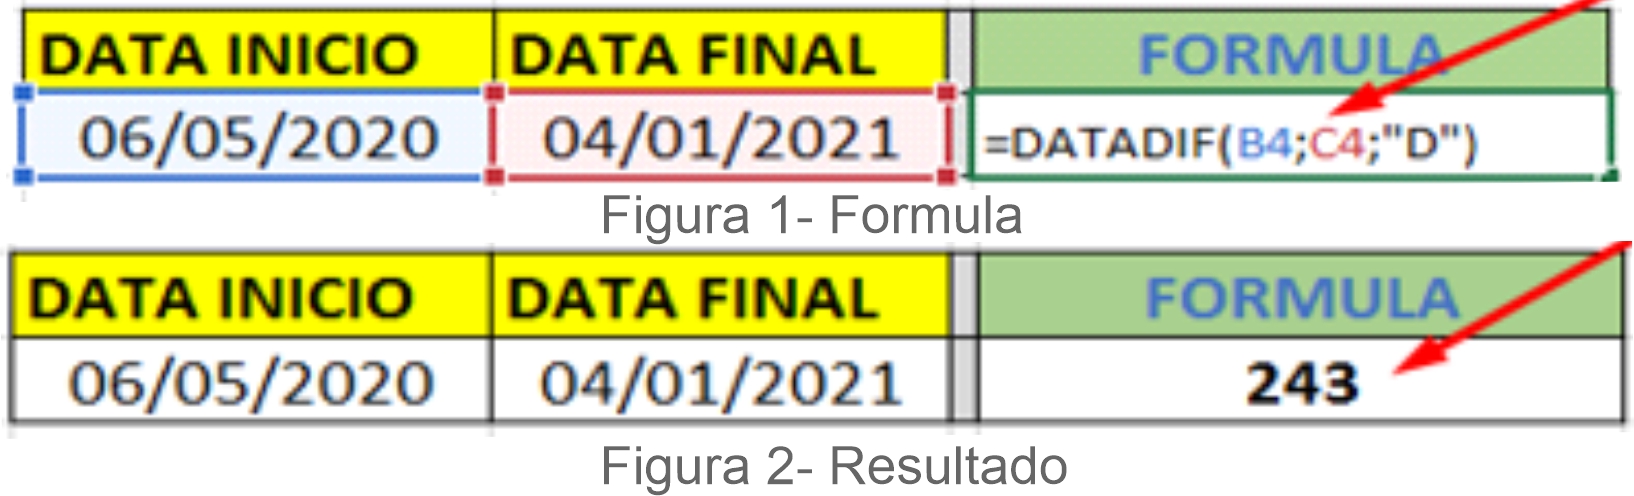 DATA INICIO DATA FINAL FORMULA
06/05/2020 04/01/2021 =DATADIF(B4;C4;"D")
Figura 1- Formula
DATA INICIO DATA FINAL FORMULA
06/05/2020 04/01/2021 243
Figura 2- Resultado